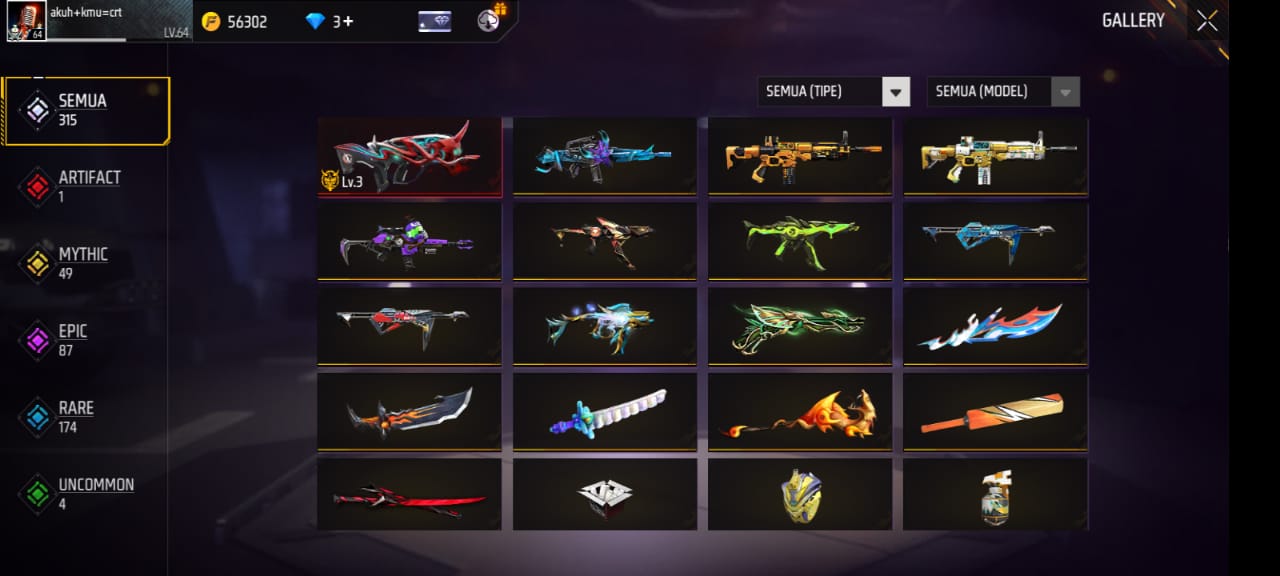 akuh+kmu=crt
64
LV.64
56302
3+
GALLERY
SEMUA
315
ARTIFACT
1
MYTHIC
49
EPIC
87
RARE
174
UNCOMMON
4
SEMUA (TIPE)
SEMUA (MODEL)
Lv.3